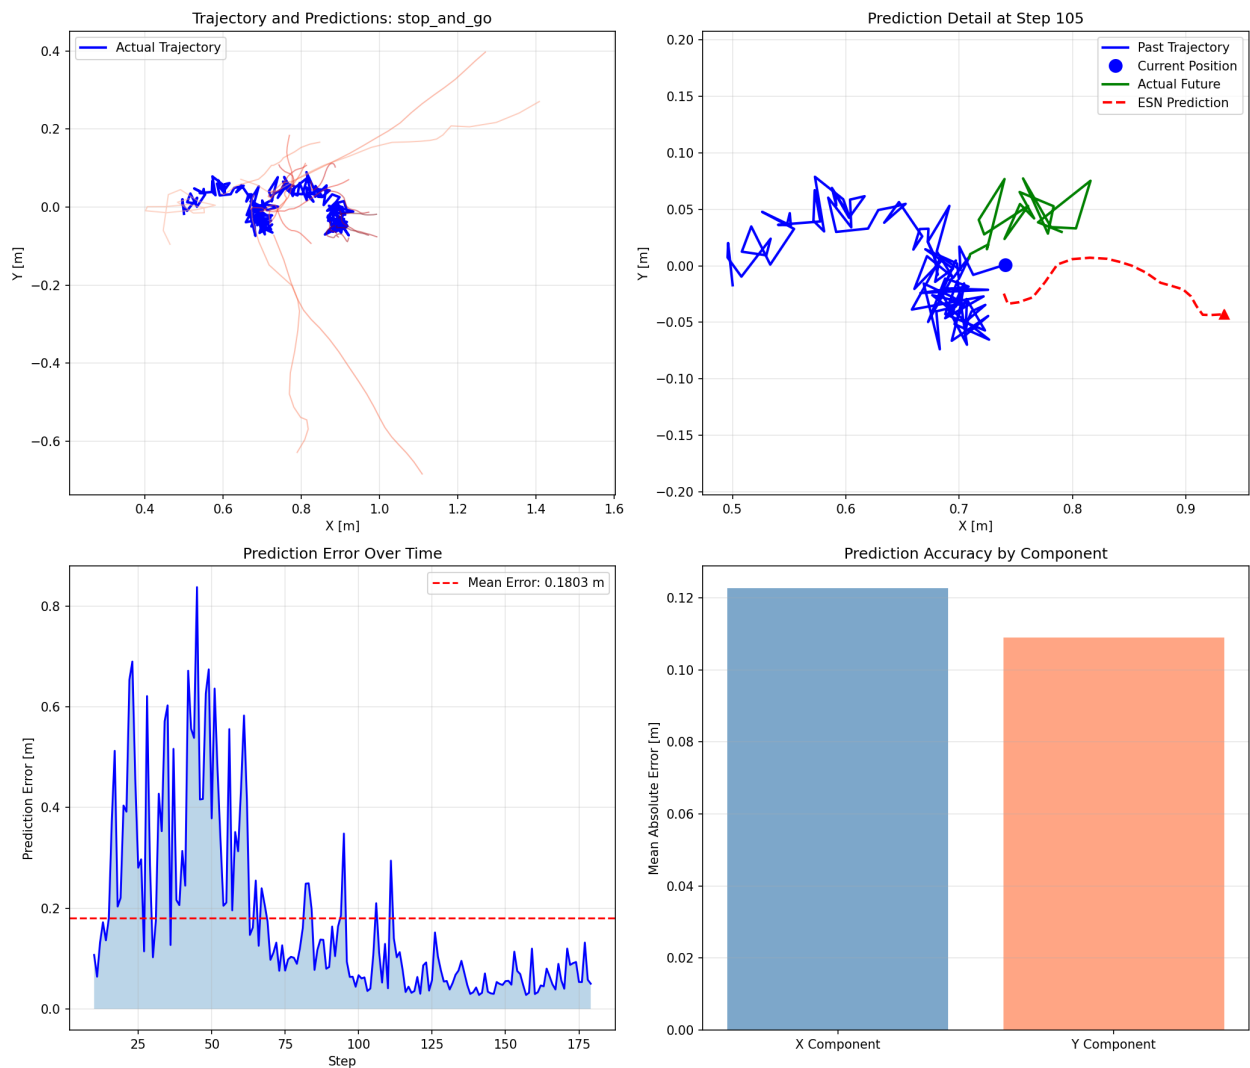 Trajectory and Predictions: stop_and_go
Actual Trajectory
0.4
0.2
0.0
−0.2
−0.4
−0.6
Y [m]
0.4
0.6
0.8
1.0
1.2
1.4
1.6
X [m]
Prediction Detail at Step 105
Past Trajectory
Current Position
Actual Future
ESN Prediction
0.20
0.15
0.10
0.05
0.00
−0.05
−0.10
−0.15
−0.20
Y [m]
0.5
0.6
0.7
0.8
0.9
X [m]
Prediction Error Over Time
Mean Error: 0.1803 m
0.8
0.6
0.4
0.2
0.0
Prediction Error [m]
25
50
75
100
125
150
175
Step
Prediction Accuracy by Component
0.12
0.10
0.08
0.06
0.04
0.02
0.00
Mean Absolute Error [m]
X Component
Y Component